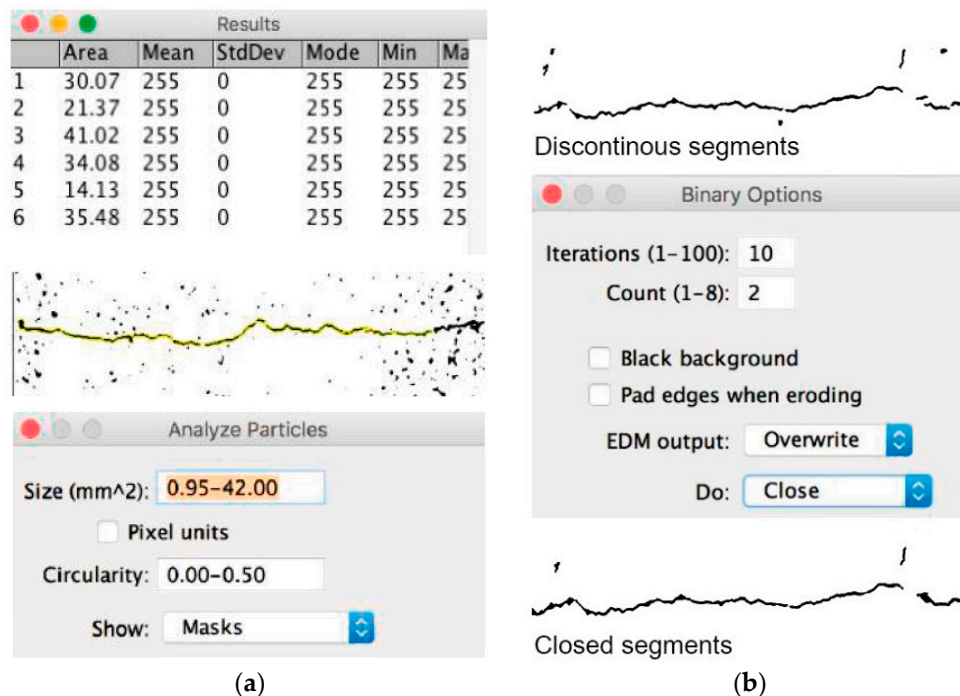 Results
Area Mean StdDev Mode Min Ma
1 30.07 255 0 255 255 25
2 21.37 255 0 255 255 25
3 41.02 255 0 255 255 25
4 34.08 255 0 255 255 25
5 14.13 255 0 255 255 25
6 35.48 255 0 255 255 25
Analyze Particles
Size (mm^2): 0.95-42.00
Pixel units
Circularity: 0.00-0.50
Show: Masks
(a)
Discontinous segments
Binary Options
Iterations (1-100): 10
Count (1-8): 2
Black background
Pad edges when eroding
EDM output: Overwrite
Do: Close
Closed segments
(b)